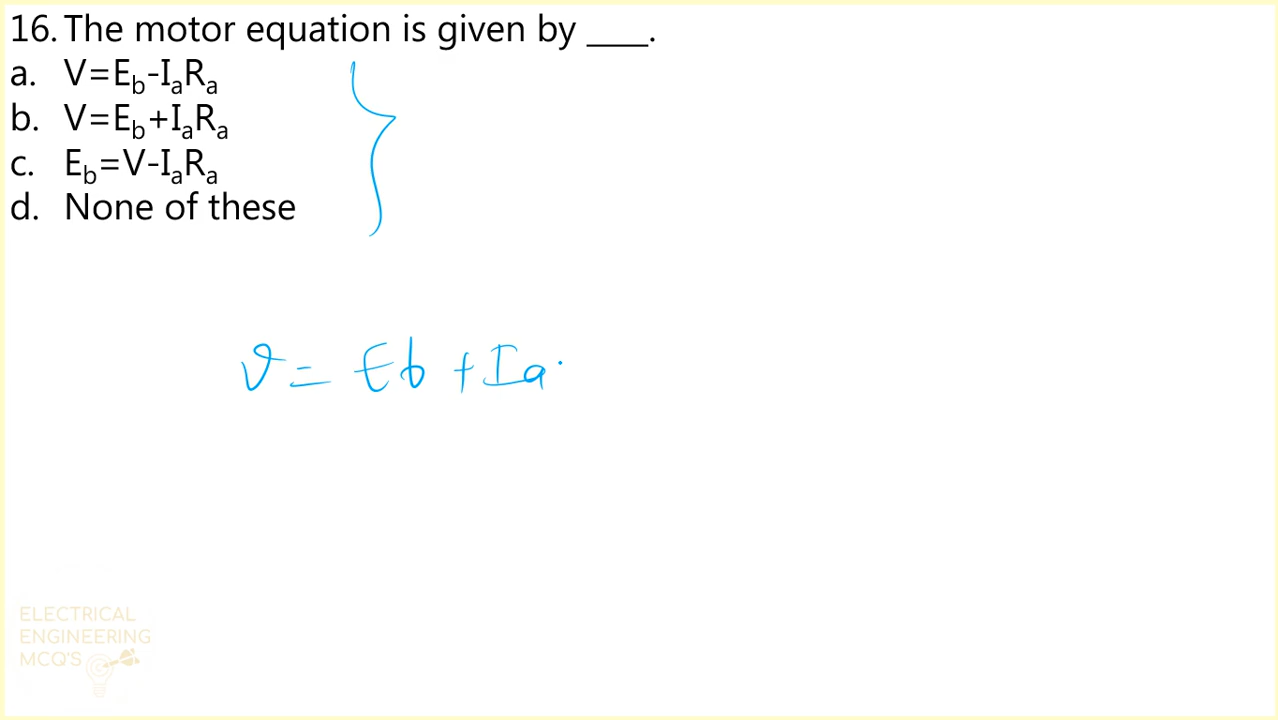 16. The motor equation is given by ____.
a. V=Eb-IaRa
b. V=Eb+IaRa
c. Eb=V-IaRa
d. None of these
V = Eb + Ia
ELECTRICAL
ENGINEERING
MCQ'S